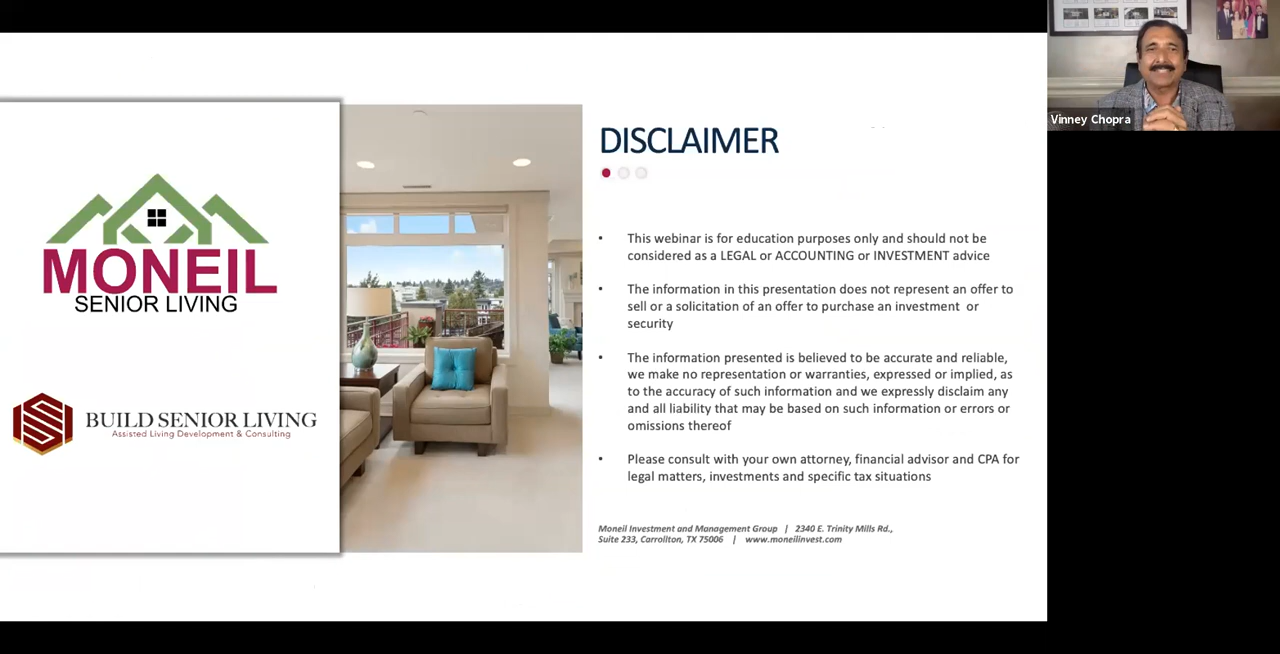 MONEIL
SENIOR LIVING
BUILD SENIOR LIVING
Assisted Living Development & Consulting
DISCLAIMER
• This webinar is for education purposes only and should not be
considered as a LEGAL or ACCOUNTING or INVESTMENT advice
• The information in this presentation does not represent an offer to
sell or a solicitation of an offer to purchase an investment or
security
• The information presented is believed to be accurate and reliable,
we make no representation or warranties, expressed or implied, as
to the accuracy of such information and we expressly disclaim any
and all liability that may be based on such information or errors or
omissions thereof
• Please consult with your own attorney, financial advisor and CPA for
legal matters, investments and specific tax situations
Moneil Investment and Management Group | 2340 E. Trinity Mills Rd.,
Suite 233, Carrollton, TX 75006 | www.moneilinvest.com
Vinney Chopra